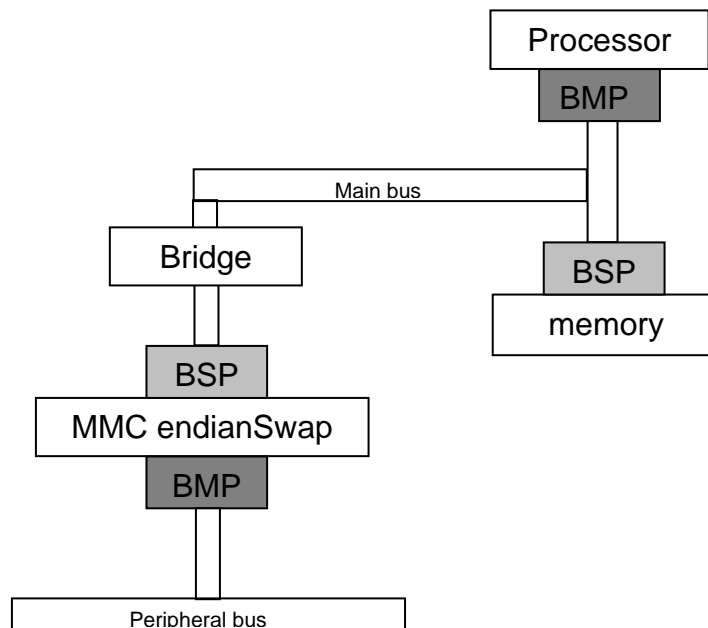 Processor
BMP
Main bus
Bridge
BSP
memory
BSP
MMC endianSwap
BMP
Peripheral bus